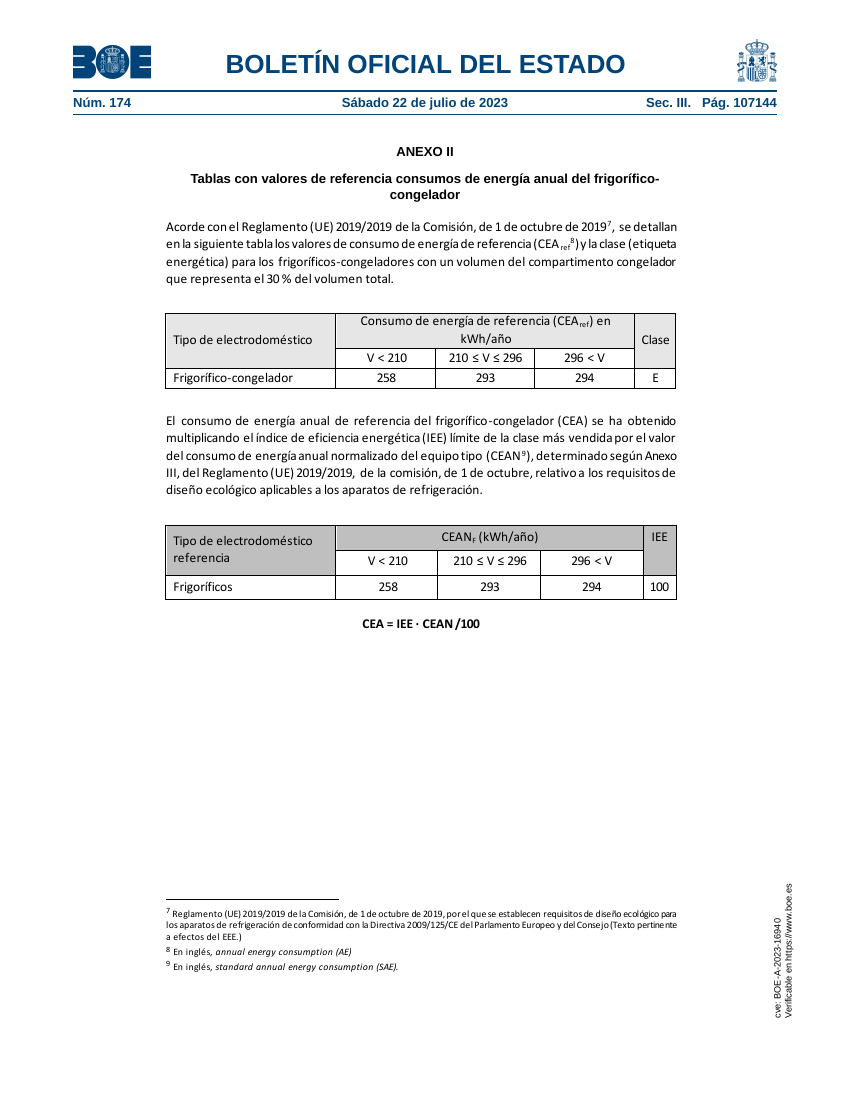 BOE
BOLETÍN OFICIAL DEL ESTADO
Núm. 174 Sábado 22 de julio de 2023 Sec. III. Pág. 107144
ANEXO II
Tablas con valores de referencia consumos de energía anual del frigorífico-
congelador
Acorde con el Reglamento (UE) 2019/2019 de la Comisión, de 1 de octubre de 2019⁷, se detallan
en la siguiente tabla los valores de consumo de energía de referencia (CEA ref⁸) y la clase (etiqueta
energética) para los frigoríficos-congeladores con un volumen del compartimento congelador
que representa el 30 % del volumen total.
Tipo de electrodoméstico
Consumo de energía de referencia (CEAref) en
kWh/año
Clase
V < 210 210 ≤ V ≤ 296 296 < V
Frigorífico-congelador 258 293 294 E
El consumo de energía anual de referencia del frigorífico-congelador (CEA) se ha obtenido
multiplicando el índice de eficiencia energética (IEE) límite de la clase más vendida por el valor
del consumo de energía anual normalizado del equipo tipo (CEAN⁹), determinado según Anexo
III, del Reglamento (UE) 2019/2019, de la comisión, de 1 de octubre, relativo a los requisitos de
diseño ecológico aplicables a los aparatos de refrigeración.
Tipo de electrodoméstico
referencia
CEANF (kWh/año) IEE
V < 210 210 ≤ V ≤ 296 296 < V
Frigoríficos 258 293 294 100
CEA = IEE · CEAN /100
⁷ Reglamento (UE) 2019/2019 de la Comisión, de 1 de octubre de 2019, por el que se establecen requisitos de diseño ecológico para
los aparatos de refrigeración de conformidad con la Directiva 2009/125/CE del Parlamento Europeo y del Consejo (Texto pertinente
a efectos del EEE.)
⁸ En inglés, annual energy consumption (AE)
⁹ En inglés, standard annual energy consumption (SAE).
cve: BOE-A-2023-16940
Verificable en https://www.boe.es